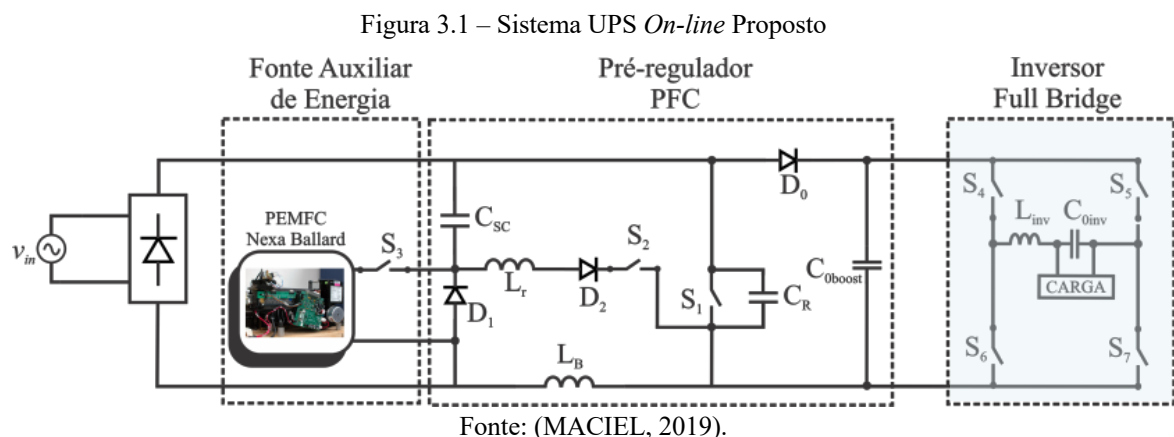 Figura 3.1 – Sistema UPS On-line Proposto
Fonte Auxiliar
de Energia
Pré-regulador
PFC
Inversor
Full Bridge
PEMFC
Nexa Ballard
vin
S3
CSC
D1
Lr
D2
S2
S1
CR
D0
C0boost
LB
S4
S5
Linv
C0inv
CARGA
S6
S7
Fonte: (MACIEL, 2019).